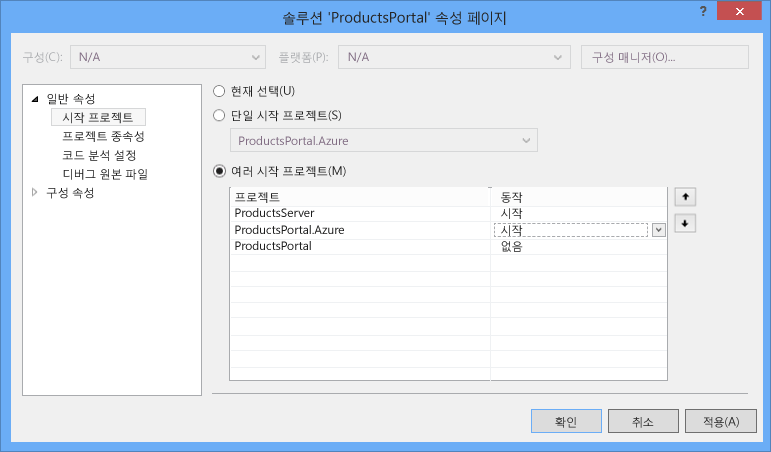 솔루션 'ProductsPortal' 속성 페이지
?
구성(C): N/A 플랫폼(P): N/A 구성 매니저(O)...
일반 속성
시작 프로젝트
프로젝트 종속성
코드 분석 설정
디버그 원본 파일
구성 속성
현재 선택(U)
단일 시작 프로젝트(S)
ProductsPortal.Azure
여러 시작 프로젝트(M)
프로젝트 동작
ProductsServer 시작
ProductsPortal.Azure 시작
ProductsPortal 없음
확인 취소 적용(A)